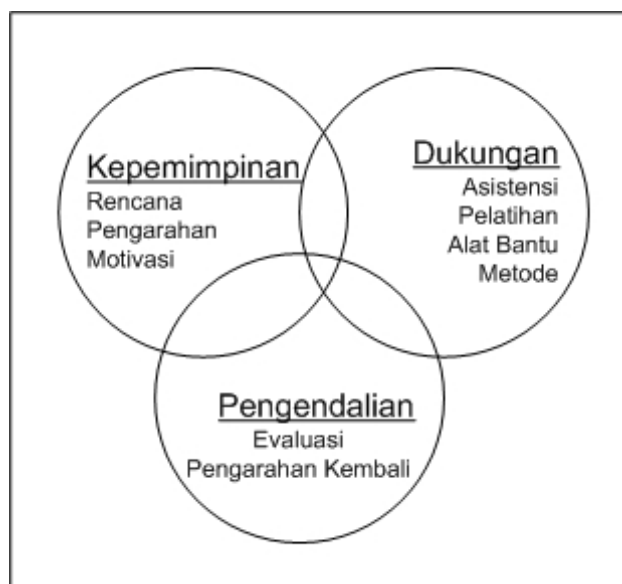 Kepemimpinan
Rencana
Pengarahan
Motivasi
Dukungan
Asistensi
Pelatihan
Alat Bantu
Metode
Pengendalian
Evaluasi
Pengarahan Kembali